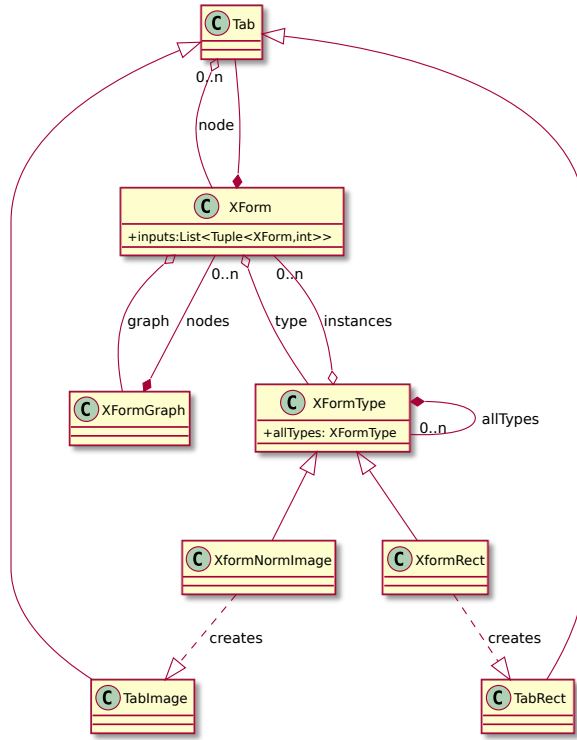 C Tab
0..n
node
C XForm
+inputs:List<Tuple<XForm,int>>
0..n 0..n
graph nodes type instances
C XFormGraph
C XFormType
+allTypes: XFormType
0..n
allTypes
C XformNormImage
C XformRect
creates creates
C TabImage
C TabRect